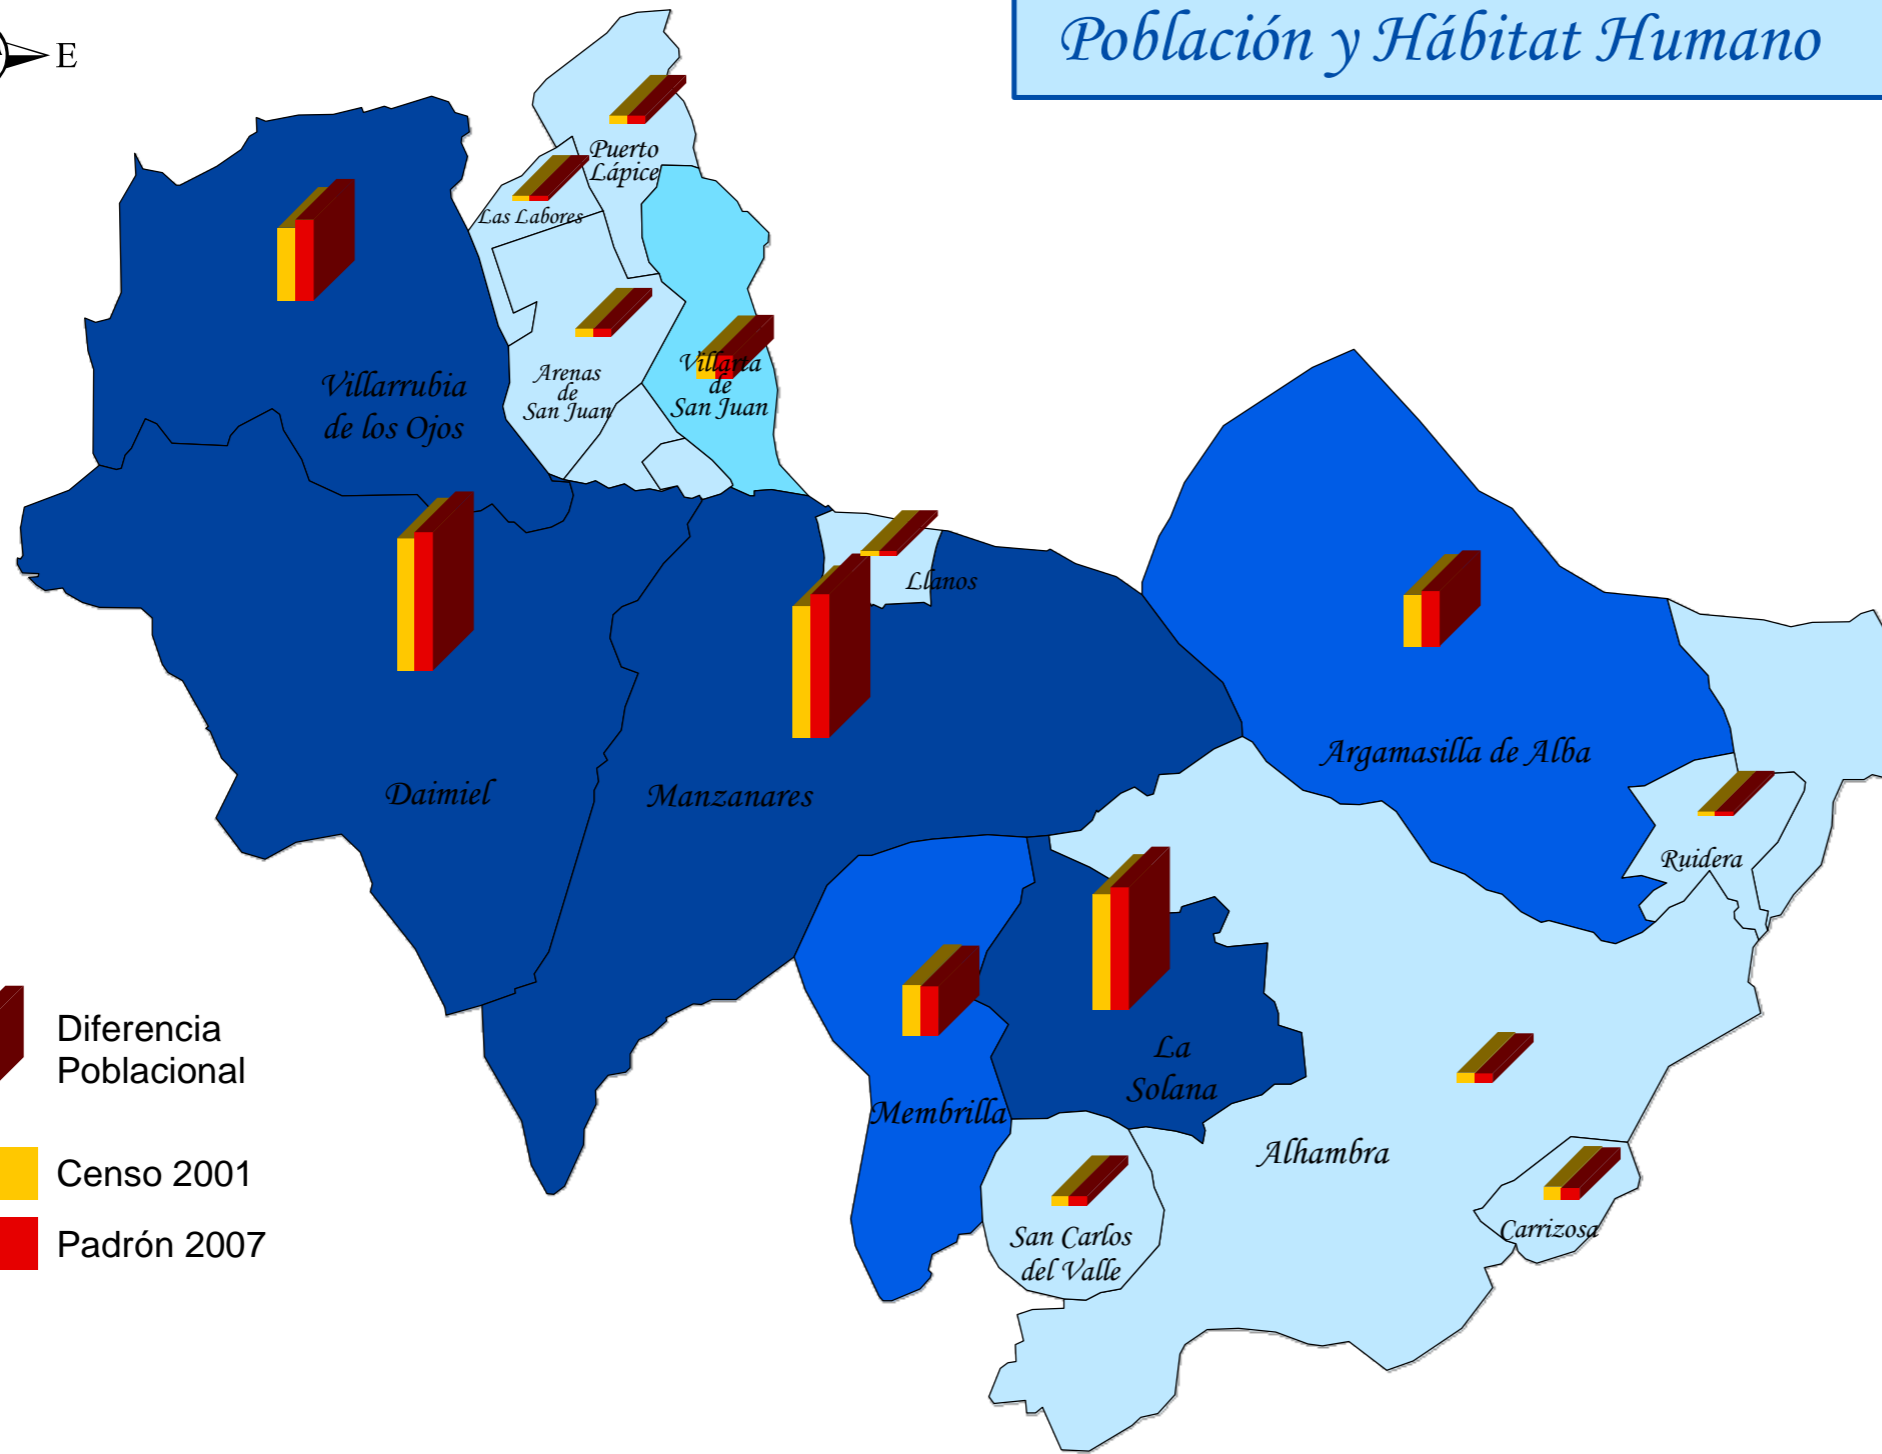 Población y Hábitat Humano
E
Puerto
Lápice
Las Labores
Arenas
de
San Juan
Villarta
de
San Juan
Villarrubia
de los Ojos
Llanos
Argamasilla de Alba
Daimiel
Manzanares
Ruidera
La
Solana
Membrilla
Alhambra
San Carlos
del Valle
Carrizosa
Diferencia
Poblacional
Censo 2001
Padrón 2007